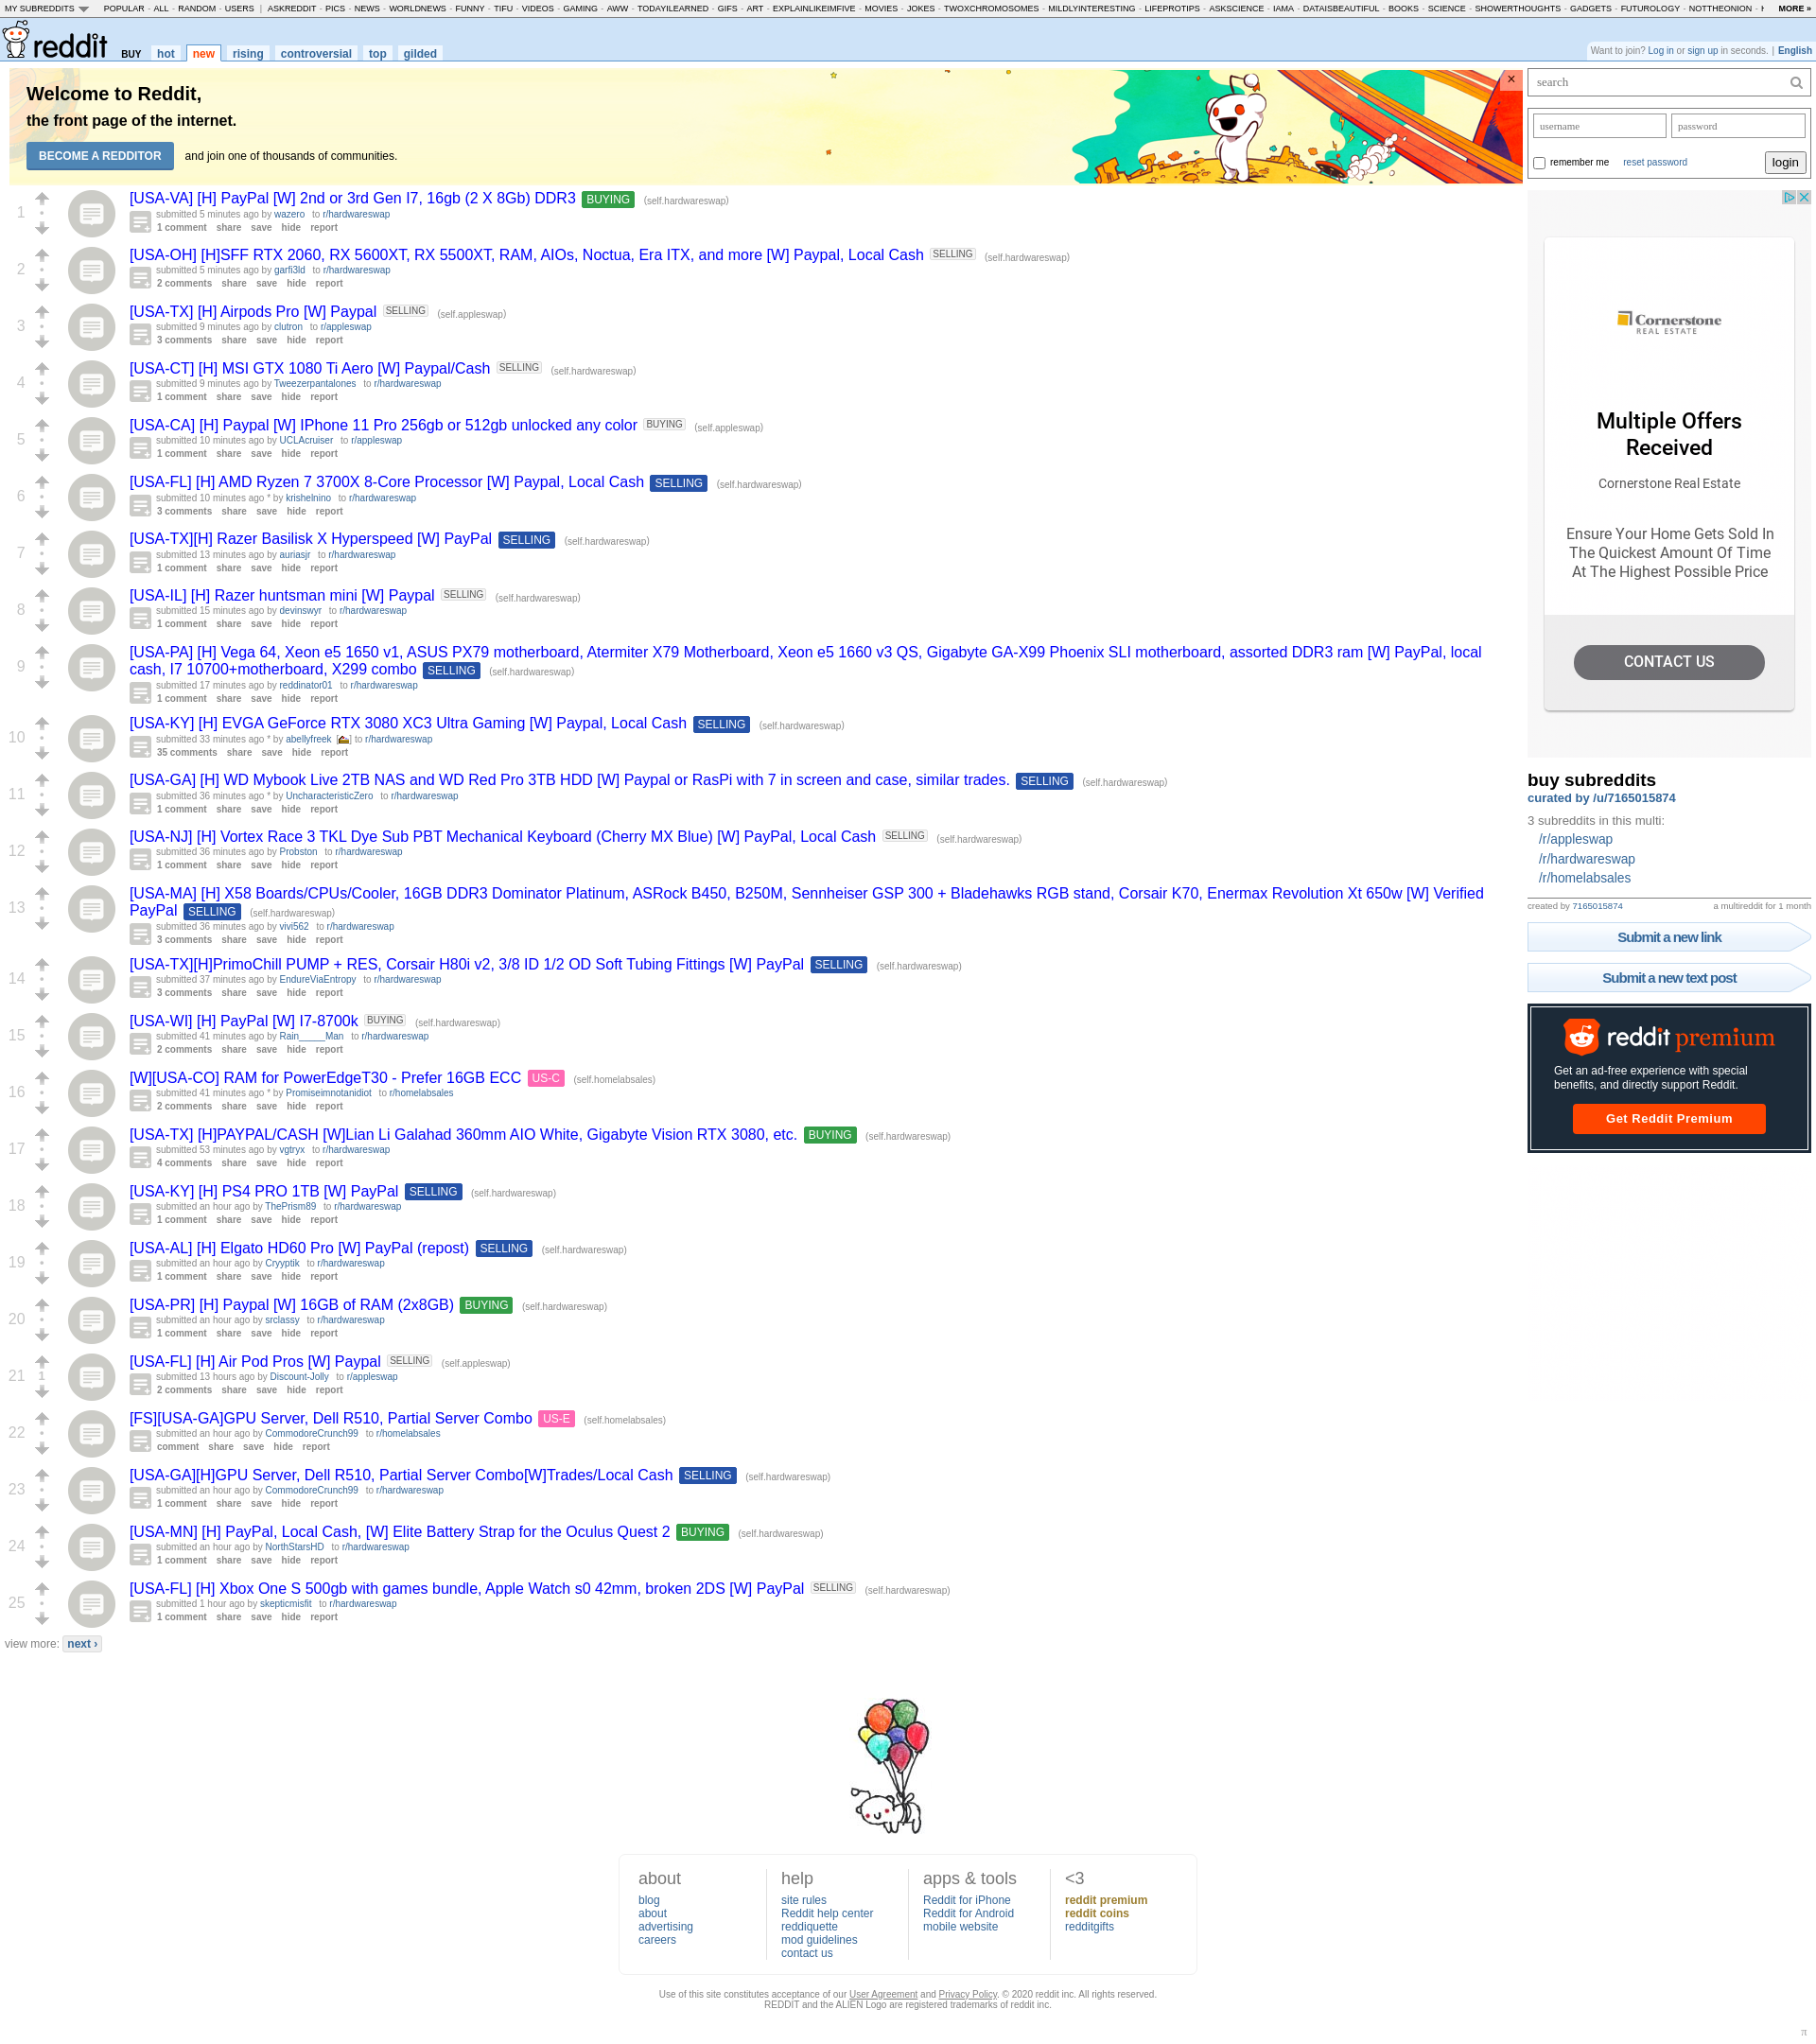 MY SUBREDDITS POPULAR - ALL - RANDOM - USERS | ASKREDDIT - PICS - NEWS - WORLDNEWS - FUNNY - TIFU - VIDEOS - GAMING - AWW - TODAYILEARNED - GIFS - ART - EXPLAINLIKEIMFIVE - MOVIES - JOKES - TWOXCHROMOSOMES - MILDLYINTERESTING - LIFEPROTIPS - ASKSCIENCE - IAMA - DATAISBEAUTIFUL - BOOKS - SCIENCE - SHOWERTHOUGHTS - GADGETS - FUTUROLOGY - NOTTHEONION - MORE »
reddit BUY hot new rising controversial top gilded
Want to join? Log in or sign up in seconds. | English
Welcome to Reddit,
the front page of the internet.
BECOME A REDDITOR and join one of thousands of communities.
×
1
[USA-VA] [H] PayPal [W] 2nd or 3rd Gen I7, 16gb (2 X 8Gb) DDR3 BUYING (self.hardwareswap)
submitted 5 minutes ago by wazero to r/hardwareswap
1 comment share save hide report
2
[USA-OH] [H]SFF RTX 2060, RX 5600XT, RX 5500XT, RAM, AIOs, Noctua, Era ITX, and more [W] Paypal, Local Cash SELLING (self.hardwareswap)
submitted 5 minutes ago by garfi3ld to r/hardwareswap
2 comments share save hide report
3
[USA-TX] [H] Airpods Pro [W] Paypal SELLING (self.appleswap)
submitted 9 minutes ago by clutron to r/appleswap
3 comments share save hide report
4
[USA-CT] [H] MSI GTX 1080 Ti Aero [W] Paypal/Cash SELLING (self.hardwareswap)
submitted 9 minutes ago by Tweezerpantalones to r/hardwareswap
1 comment share save hide report
5
[USA-CA] [H] Paypal [W] IPhone 11 Pro 256gb or 512gb unlocked any color BUYING (self.appleswap)
submitted 10 minutes ago by UCLAcruiser to r/appleswap
1 comment share save hide report
6
[USA-FL] [H] AMD Ryzen 7 3700X 8-Core Processor [W] Paypal, Local Cash SELLING (self.hardwareswap)
submitted 10 minutes ago * by krishelnino to r/hardwareswap
3 comments share save hide report
7
[USA-TX][H] Razer Basilisk X Hyperspeed [W] PayPal SELLING (self.hardwareswap)
submitted 13 minutes ago by auriasjr to r/hardwareswap
1 comment share save hide report
8
[USA-IL] [H] Razer huntsman mini [W] Paypal SELLING (self.hardwareswap)
submitted 15 minutes ago by devinswyr to r/hardwareswap
1 comment share save hide report
9
[USA-PA] [H] Vega 64, Xeon e5 1650 v1, ASUS PX79 motherboard, Atermiter X79 Motherboard, Xeon e5 1660 v3 QS, Gigabyte GA-X99 Phoenix SLI motherboard, assorted DDR3 ram [W] PayPal, local
cash, I7 10700+motherboard, X299 combo SELLING (self.hardwareswap)
submitted 17 minutes ago by reddinator01 to r/hardwareswap
1 comment share save hide report
10
[USA-KY] [H] EVGA GeForce RTX 3080 XC3 Ultra Gaming [W] Paypal, Local Cash SELLING (self.hardwareswap)
submitted 33 minutes ago * by abellyfreek [] to r/hardwareswap
35 comments share save hide report
11
[USA-GA] [H] WD Mybook Live 2TB NAS and WD Red Pro 3TB HDD [W] Paypal or RasPi with 7 in screen and case, similar trades. SELLING (self.hardwareswap)
submitted 36 minutes ago * by UncharacteristicZero to r/hardwareswap
1 comment share save hide report
12
[USA-NJ] [H] Vortex Race 3 TKL Dye Sub PBT Mechanical Keyboard (Cherry MX Blue) [W] PayPal, Local Cash SELLING (self.hardwareswap)
submitted 36 minutes ago by Probston to r/hardwareswap
1 comment share save hide report
13
[USA-MA] [H] X58 Boards/CPUs/Cooler, 16GB DDR3 Dominator Platinum, ASRock B450, B250M, Sennheiser GSP 300 + Bladehawks RGB stand, Corsair K70, Enermax Revolution Xt 650w [W] Verified
PayPal SELLING (self.hardwareswap)
submitted 36 minutes ago by vivi562 to r/hardwareswap
3 comments share save hide report
14
[USA-TX][H]PrimoChill PUMP + RES, Corsair H80i v2, 3/8 ID 1/2 OD Soft Tubing Fittings [W] PayPal SELLING (self.hardwareswap)
submitted 37 minutes ago by EndureViaEntropy to r/hardwareswap
3 comments share save hide report
15
[USA-WI] [H] PayPal [W] I7-8700k BUYING (self.hardwareswap)
submitted 41 minutes ago by Rain_____Man to r/hardwareswap
2 comments share save hide report
16
[W][USA-CO] RAM for PowerEdgeT30 - Prefer 16GB ECC US-C (self.homelabsales)
submitted 41 minutes ago * by Promiseimnotanidiot to r/homelabsales
2 comments share save hide report
17
[USA-TX] [H]PAYPAL/CASH [W]Lian Li Galahad 360mm AIO White, Gigabyte Vision RTX 3080, etc. BUYING (self.hardwareswap)
submitted 53 minutes ago by vgtryx to r/hardwareswap
4 comments share save hide report
18
[USA-KY] [H] PS4 PRO 1TB [W] PayPal SELLING (self.hardwareswap)
submitted an hour ago by ThePrism89 to r/hardwareswap
1 comment share save hide report
19
[USA-AL] [H] Elgato HD60 Pro [W] PayPal (repost) SELLING (self.hardwareswap)
submitted an hour ago by Cryyptik to r/hardwareswap
1 comment share save hide report
20
[USA-PR] [H] Paypal [W] 16GB of RAM (2x8GB) BUYING (self.hardwareswap)
submitted an hour ago by srclassy to r/hardwareswap
1 comment share save hide report
21 1
[USA-FL] [H] Air Pod Pros [W] Paypal SELLING (self.appleswap)
submitted 13 hours ago by Discount-Jolly to r/appleswap
2 comments share save hide report
22
[FS][USA-GA]GPU Server, Dell R510, Partial Server Combo US-E (self.homelabsales)
submitted an hour ago by CommodoreCrunch99 to r/homelabsales
comment share save hide report
23
[USA-GA][H]GPU Server, Dell R510, Partial Server Combo[W]Trades/Local Cash SELLING (self.hardwareswap)
submitted an hour ago by CommodoreCrunch99 to r/hardwareswap
1 comment share save hide report
24
[USA-MN] [H] PayPal, Local Cash, [W] Elite Battery Strap for the Oculus Quest 2 BUYING (self.hardwareswap)
submitted an hour ago by NorthStarsHD to r/hardwareswap
1 comment share save hide report
25
[USA-FL] [H] Xbox One S 500gb with games bundle, Apple Watch s0 42mm, broken 2DS [W] PayPal SELLING (self.hardwareswap)
submitted 1 hour ago by skepticmisfit to r/hardwareswap
1 comment share save hide report
view more: next ›
search
username password
remember me reset password login
Cornerstone
REAL ESTATE
Multiple Offers
Received
Cornerstone Real Estate
Ensure Your Home Gets Sold In
The Quickest Amount Of Time
At The Highest Possible Price
CONTACT US
buy subreddits
curated by /u/7165015874
3 subreddits in this multi:
/r/appleswap
/r/hardwareswap
/r/homelabsales
created by 7165015874 a multireddit for 1 month
Submit a new link
Submit a new text post
reddit premium
Get an ad-free experience with special
benefits, and directly support Reddit.
Get Reddit Premium
about
blog
about
advertising
careers
help
site rules
Reddit help center
reddiquette
mod guidelines
contact us
apps & tools
Reddit for iPhone
Reddit for Android
mobile website
<3
reddit premium
reddit coins
redditgifts
Use of this site constitutes acceptance of our User Agreement and Privacy Policy. © 2020 reddit inc. All rights reserved.
REDDIT and the ALIEN Logo are registered trademarks of reddit inc.
π